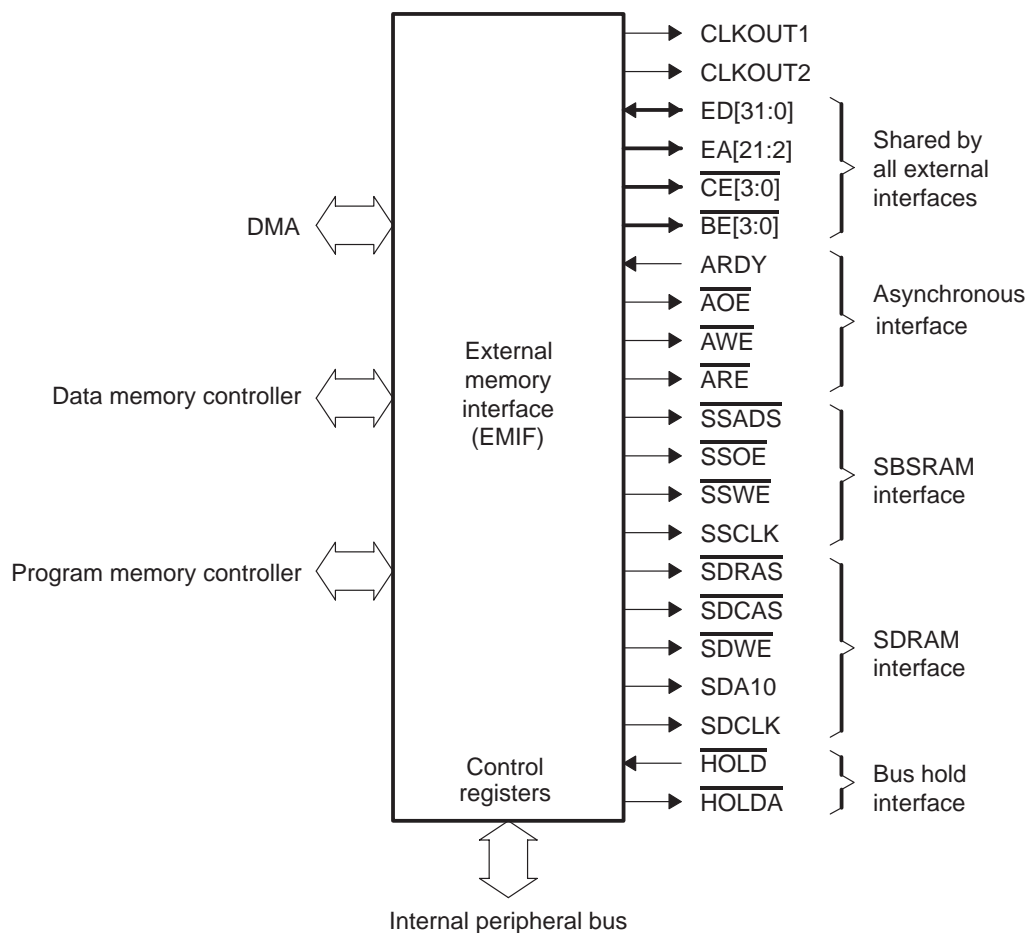 CLKOUT1
CLKOUT2
ED[31:0]
EA[21:2]
CE[3:0]
BE[3:0]
Shared by
all external
interfaces
DMA
ARDY
AOE
AWE
ARE
Asynchronous
interface
External
memory
interface
(EMIF)
Data memory controller
SSADS
SSOE
SSWE
SSCLK
SBSRAM
interface
Program memory controller
SDRAS
SDCAS
SDWE
SDA10
SDCLK
SDRAM
interface
Control
registers
HOLD
HOLDA
Bus hold
interface
Internal peripheral bus